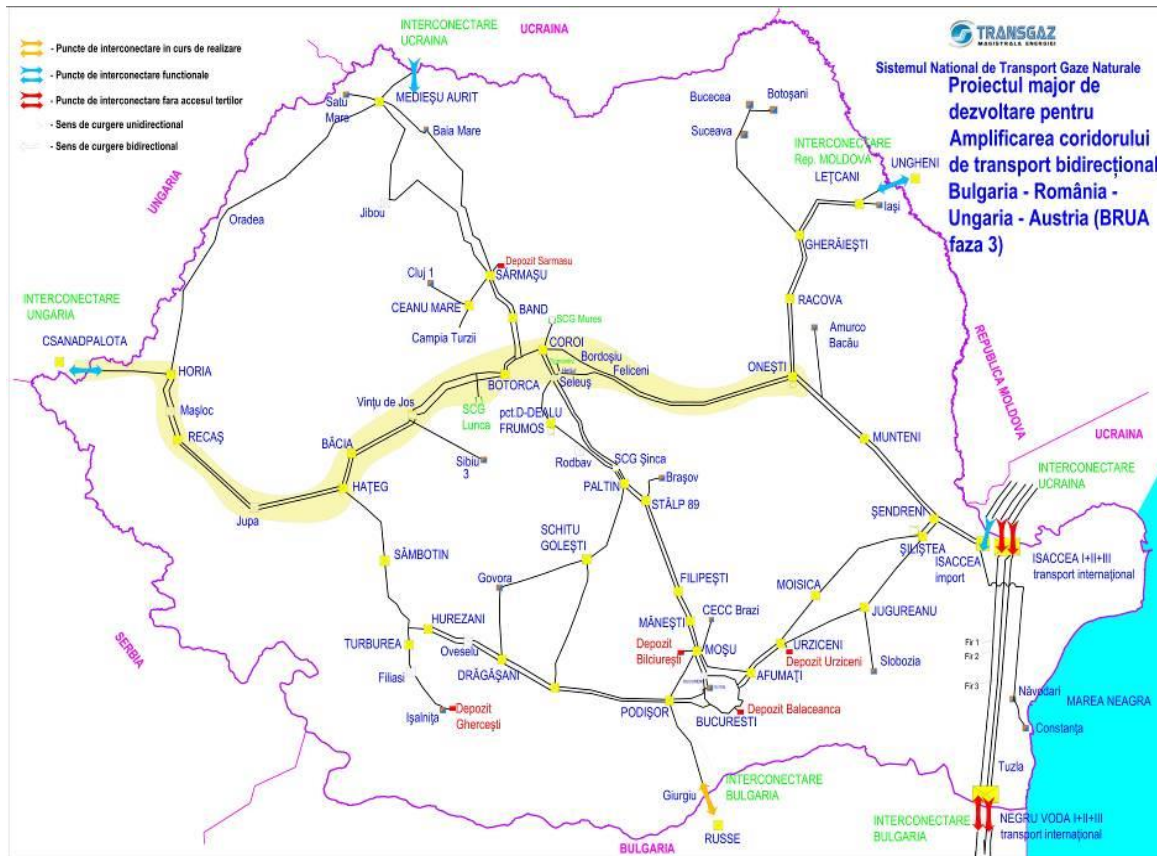 INTERCONECTARE
UCRAINA
UCRAINA
TRANSGAZ
MAGISTRALE ENERGIEI
Sistemul National de Transport Gaze Naturale
Proiectul major de
dezvoltare pentru
Amplificarea coridorului
de transport bidirecțional
Bulgaria - România -
Ungaria - Austria (BRUA
faza 3)
- Puncte de interconectare in curs de realizare
- Puncte de interconectare functionale
- Puncte de interconectare fara accesul tertilor
- Sens de curgere unidirectional
- Sens de curgere bidirectional
MEDIEȘU AURIT
Satu
Mare
Baia Mare
Bucecea
Botoșani
Suceava
INTERCONECTARE
Rep. MOLDOVA
UNGHENI
LEȚCANI
Iași
UNGARIA
Oradea
Jibou
GHERĂIEȘTI
Depozit Sarmasu
SĂRMAȘU
Cluj 1
CEANU MARE
BAND
Campia Turzii
RACOVA
REPUBLICA MOLDOVA
INTERCONECTARE
UNGARIA
CSANADPALOTA
HORIA
SCG Mures
COROI
Bordoșiu
Feliceni
Amurco
Bacău
ONEȘTI
BOTORCA
Seleuș
Mașloc
RECAȘ
Vințu de Jos
SCG
Lunca
pct.D-DEALU
FRUMOS
MUNTENI
UCRAINA
BĂCIA
Sibiu
3
Rodbav
SCG Șinca
Brașov
INTERCONECTARE
UCRAINA
HAȚEG
PALTIN
STÂLP 89
Jupa
ȘENDRENI
SCHITU
GOLEȘTI
ȘILIȘTEA
ISACCEA
import
ISACCEA I+II+III
transport internațional
SÂMBOTIN
Govora
FILIPEȘTI
MOISICA
JUGUREANU
HUREZANI
MĂNEȘTI
CECC Brazi
SERBIA
TURBUREA
Oveselu
Depozit
Bilciurești
MOȘU
URZICENI
Depozit Urziceni
Slobozia
Fir 1
Fir 2
Fir 3
Filiasi
DRĂGĂȘANI
AFUMAȚI
Ișalnița
Depozit
Ghercești
PODIȘOR
BUCURESTI
Depozit Balaceanca
Năvodari
MAREA NEAGRA
Constanța
Tuzla
Giurgiu
INTERCONECTARE
BULGARIA
RUSSE
BULGARIA
INTERCONECTARE
BULGARIA
NEGRU VODA I+II+III
transport internațional